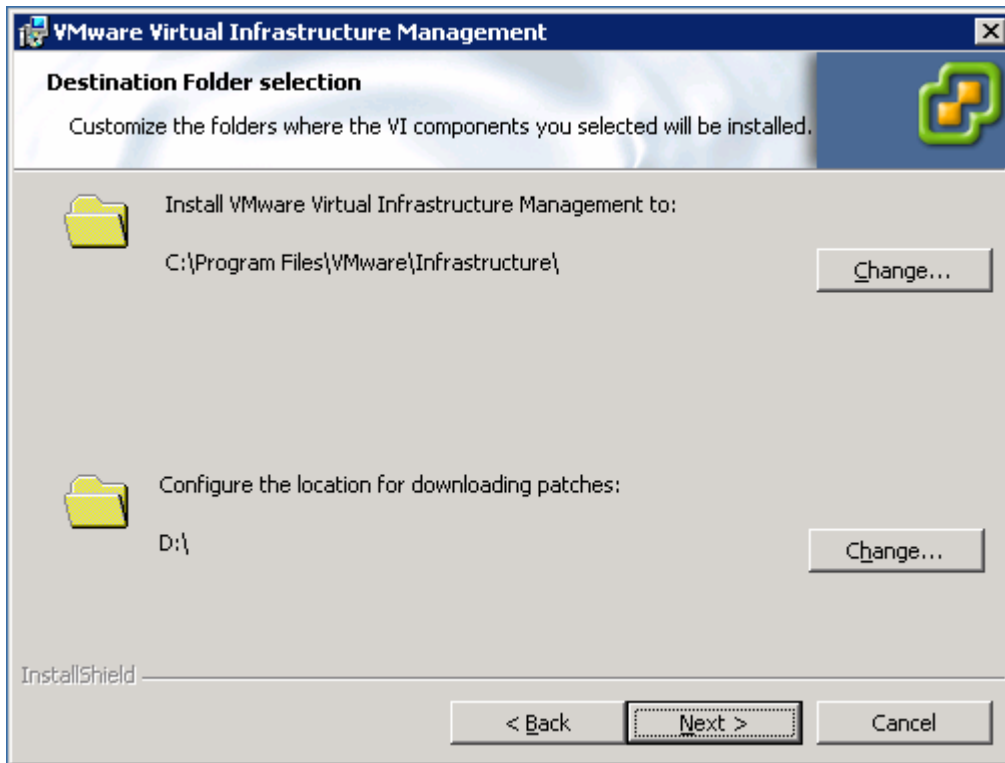 VMware Virtual Infrastructure Management
Destination Folder selection
Customize the folders where the VI components you selected will be installed.
Install VMware Virtual Infrastructure Management to:
C:\Program Files\VMware\Infrastructure\
Change...
Configure the location for downloading patches:
D:\
Change...
InstallShield
< Back
Next >
Cancel